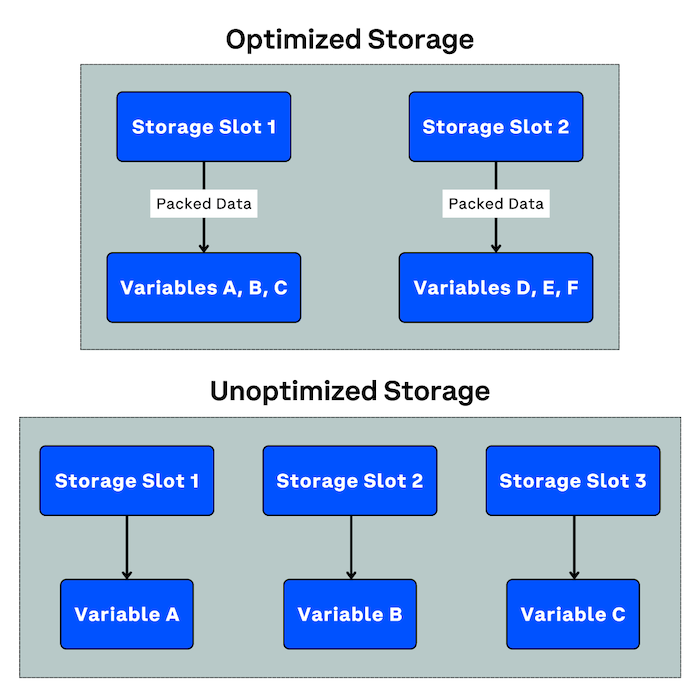 Optimized Storage
Storage Slot 1
Storage Slot 2
Packed Data
Packed Data
Variables A, B, C
Variables D, E, F
Unoptimized Storage
Storage Slot 1
Storage Slot 2
Storage Slot 3
Variable A
Variable B
Variable C